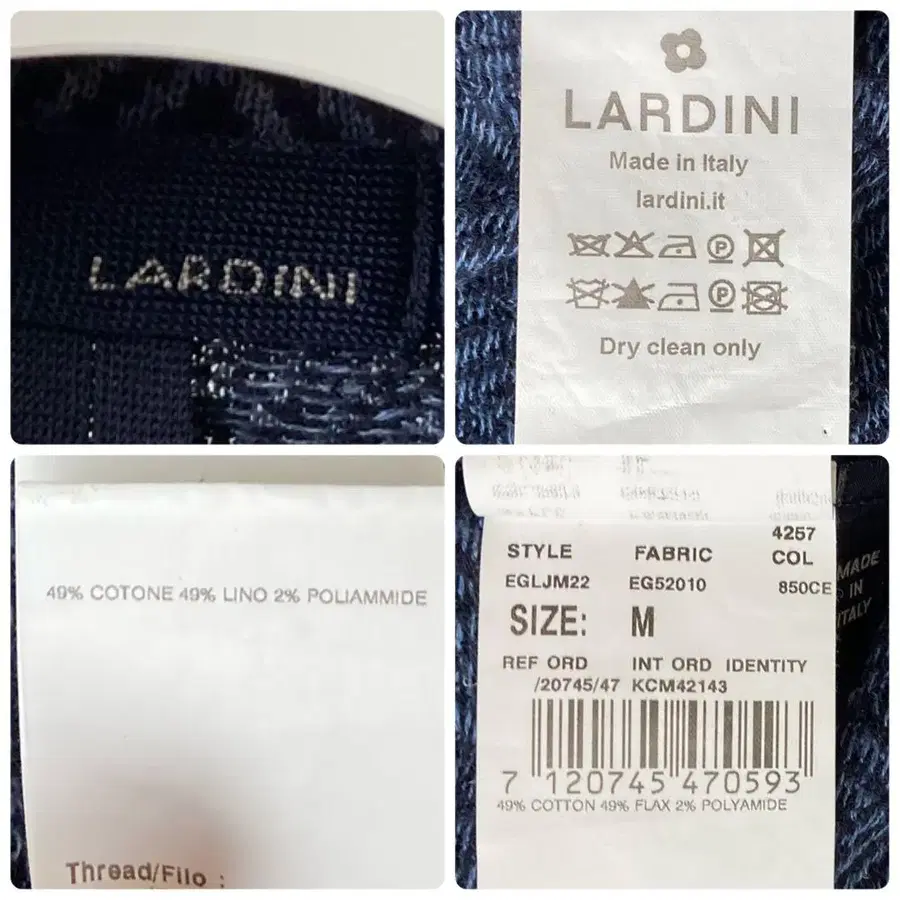 LARDINI
LARDINI
Made in Italy
lardini.it
P
P
Dry clean only
49% COTONE 49% LINO 2% POLIAMMIDE
Thread/Filo :
4257
STYLE FABRIC COL
EGLJM22 EG52010 850CE
SIZE: M
REF ORD INT ORD IDENTITY
/20745/47 KCM42143
7 120745 470593
49% COTTON 49% FLAX 2% POLYAMIDE
MADE
IN
ITALY